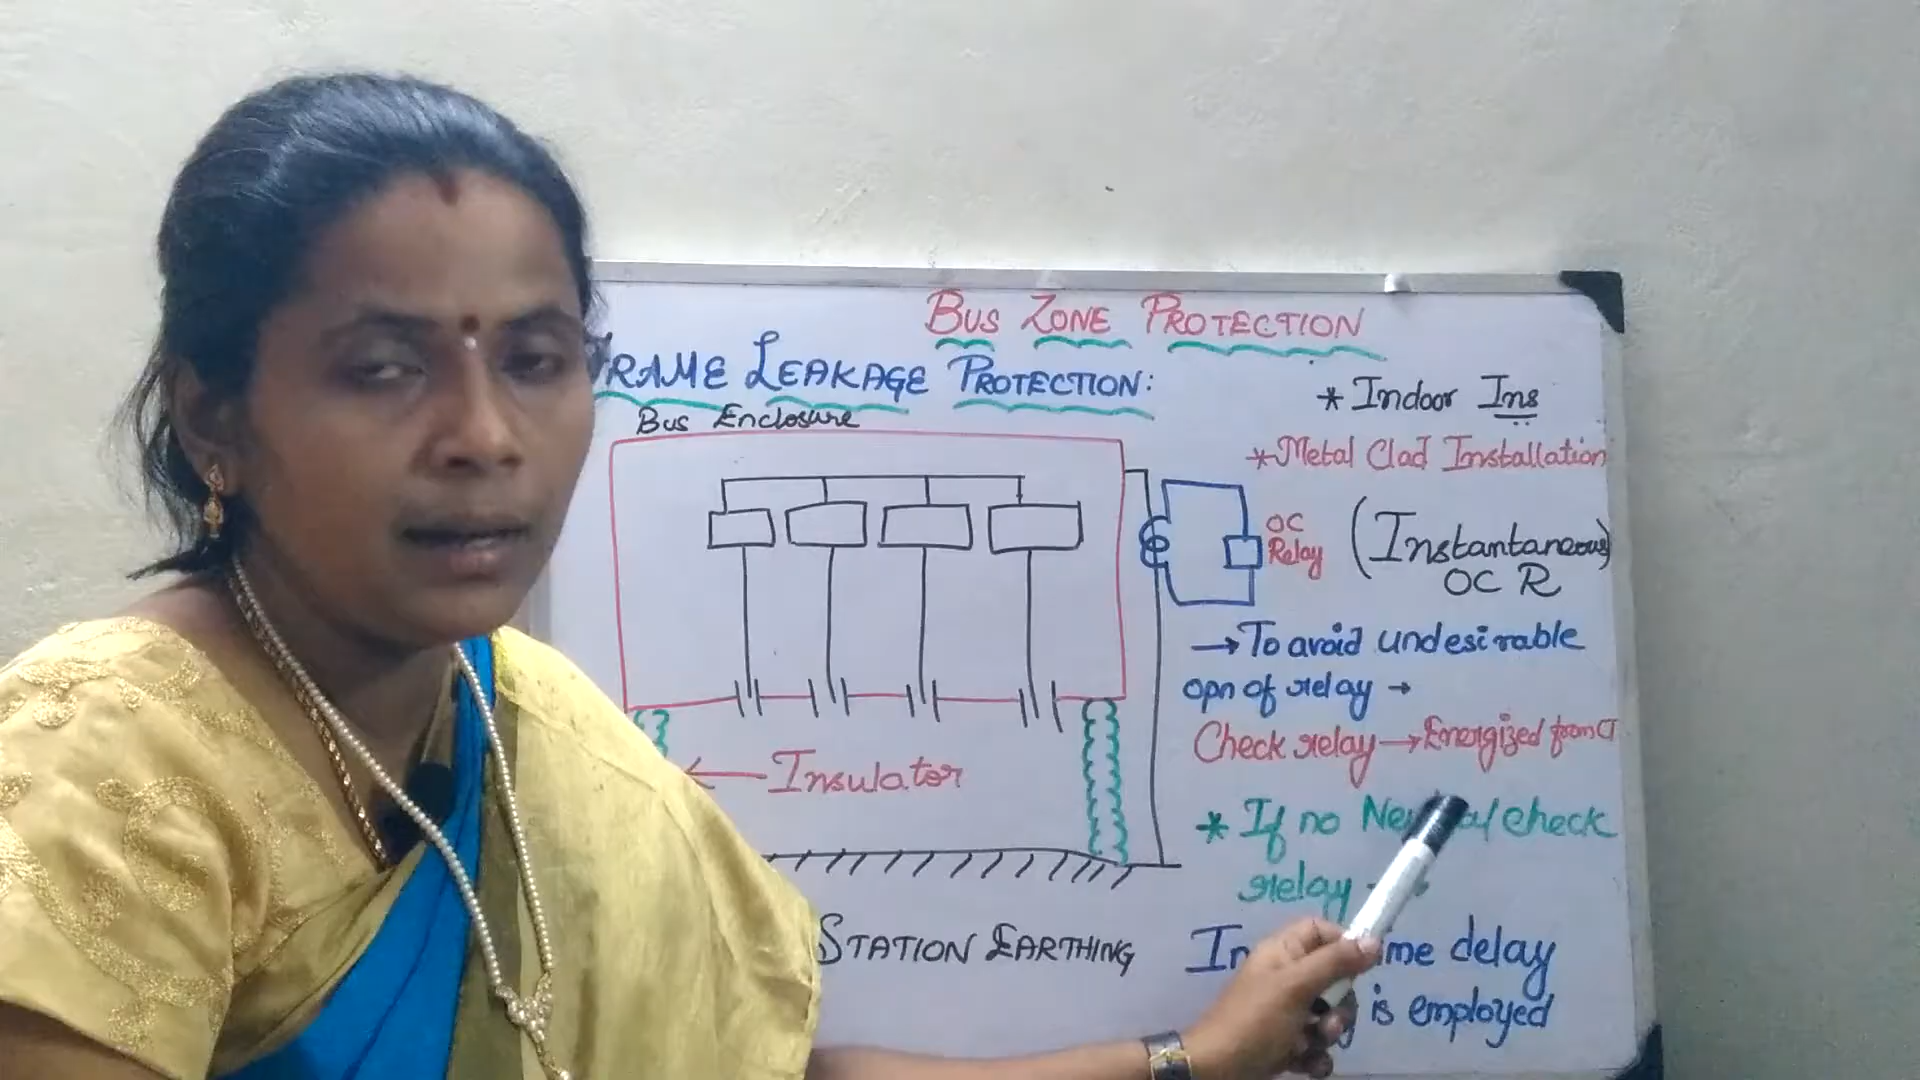 BUS ZONE PROTECTION
FRAME LEAKAGE PROTECTION:
Bus Enclosure
* Indoor Ins
* Metal Clad Installation
OC
Relay
(Instantaneous)
OC R
→ To avoid undesirable
opn of relay →
Check relay → Energized from CT
Insulator
* If no Neutral check
relay
STATION EARTHING
time delay
is employed